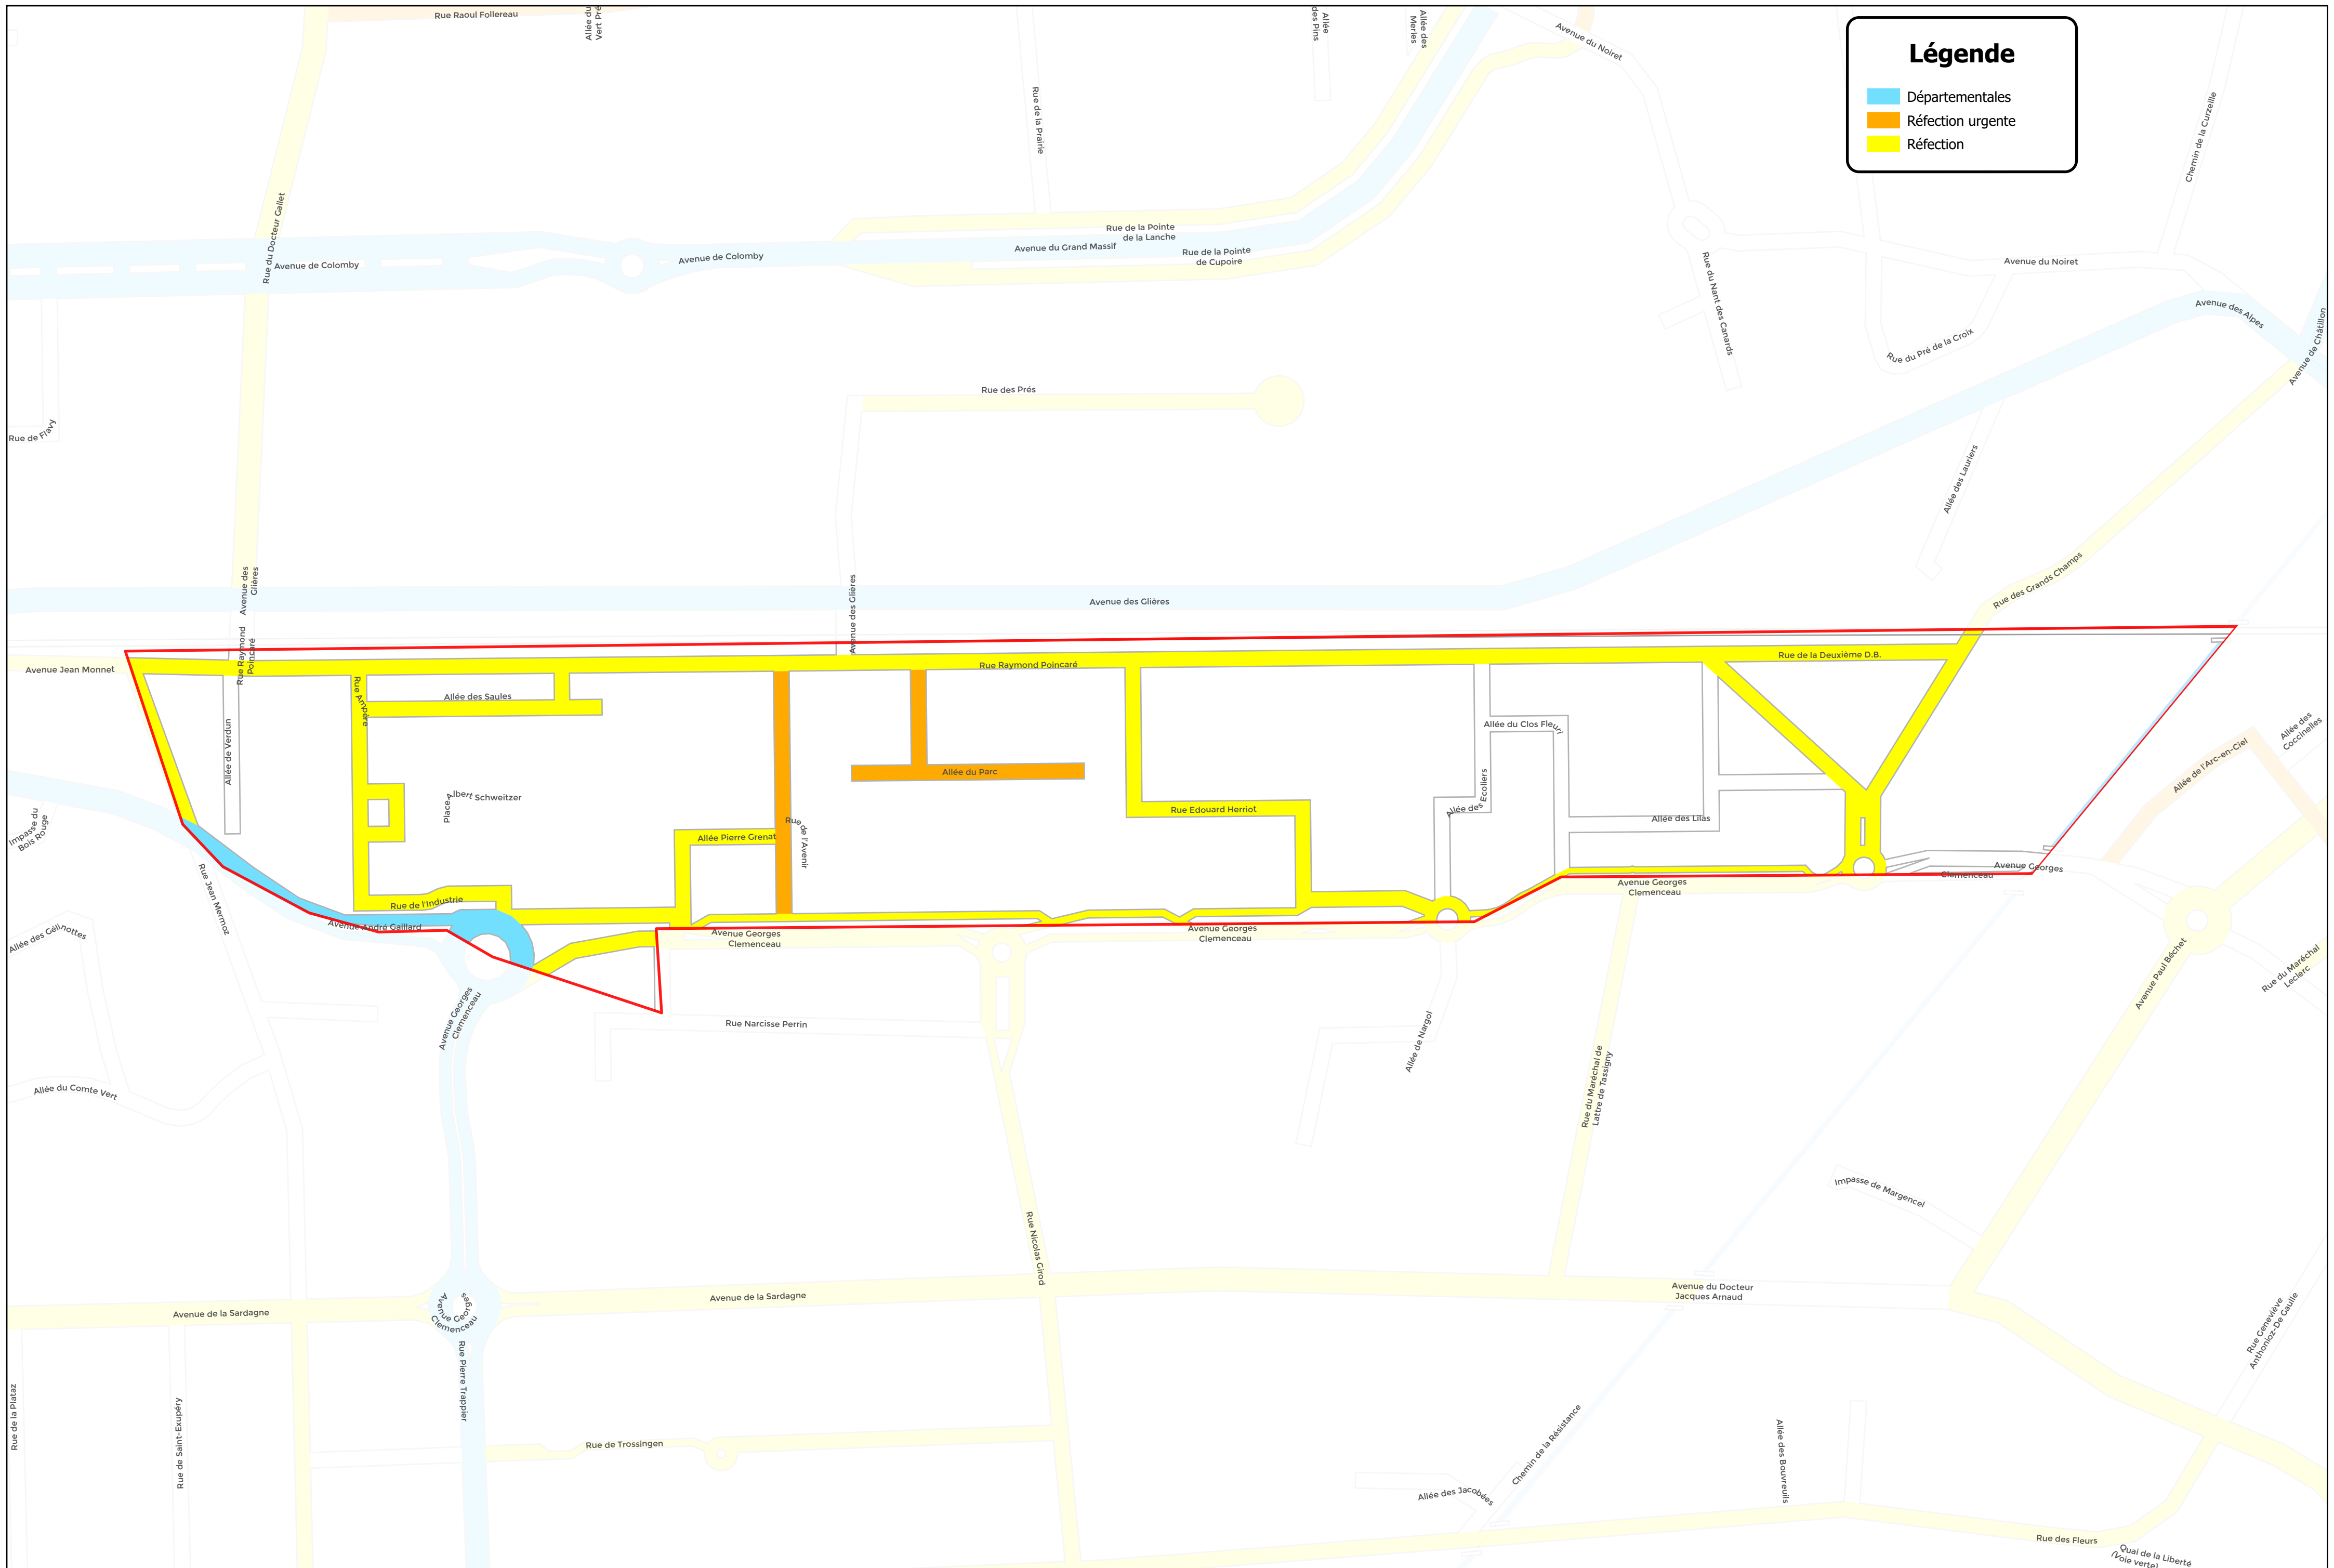 Rue Raoul Follereau
Allée du
Vert Pré
Allée
des Pins
Allée des
Merles
Avenue du Noiret
Légende
Départementales
Réfection urgente
Réfection
Rue de la Prairie
Chemin de la Curzeille
Rue du Docteur Gallet
Avenue de Colomby
Avenue de Colomby
Rue de la Pointe
de la Lanche
Avenue du Grand Massif
Rue de la Pointe
de Cupoire
Rue du Nant des Canards
Avenue du Noiret
Avenue des Alpes
Avenue de Châtillon
Rue du Pré de la Croix
Rue des Prés
Rue de Flavy
Allée des Lauriers
Avenue des
Glières
Avenue des Glières
Avenue des Glières
Rue des Grands Champs
Rue Raymond
Poincaré
Avenue Jean Monnet
Rue Raymond Poincaré
Rue de la Deuxième D.B.
Rue Ampère
Allée des Saules
Allée de Verdun
Allée du Clos Fleuri
Allée des
Coccinelles
Allée de l'Arc-en-Ciel
Allée du Parc
Place Albert Schweitzer
Allée des Ecoliers
Rue Edouard Herriot
Allée des Lilas
Impasse du
Bois Rouge
Rue de l'Avenir
Allée Pierre Grenat
Avenue Georges
Clemenceau
Rue Jean Mermoz
Avenue Georges
Clemenceau
Rue de l'Industrie
Avenue André Gaillard
Allée des Gélinottes
Avenue Georges
Clemenceau
Avenue Georges
Clemenceau
Avenue Paul Béchet
Rue du Maréchal
Leclerc
Avenue Georges
Clemenceau
Rue Narcisse Perrin
Allée de Nargol
Rue du Maréchal de
Lattre de Tassigny
Allée du Comte Vert
Impasse de Margencel
Rue Nicolas Girod
Avenue de la Sardagne
Avenue Georges
Clemenceau
Avenue de la Sardagne
Avenue du Docteur
Jacques Arnaud
Rue Geneviève
Anthonioz-De Gaulle
Rue Pierre Trappier
Rue de la Plataz
Rue de Saint-Exupéry
Rue de Trossingen
Chemin de la Résistance
Allée des Jacobées
Allée des Bouvreuils
Rue des Fleurs
Quai de la Liberté
(Voie verte)